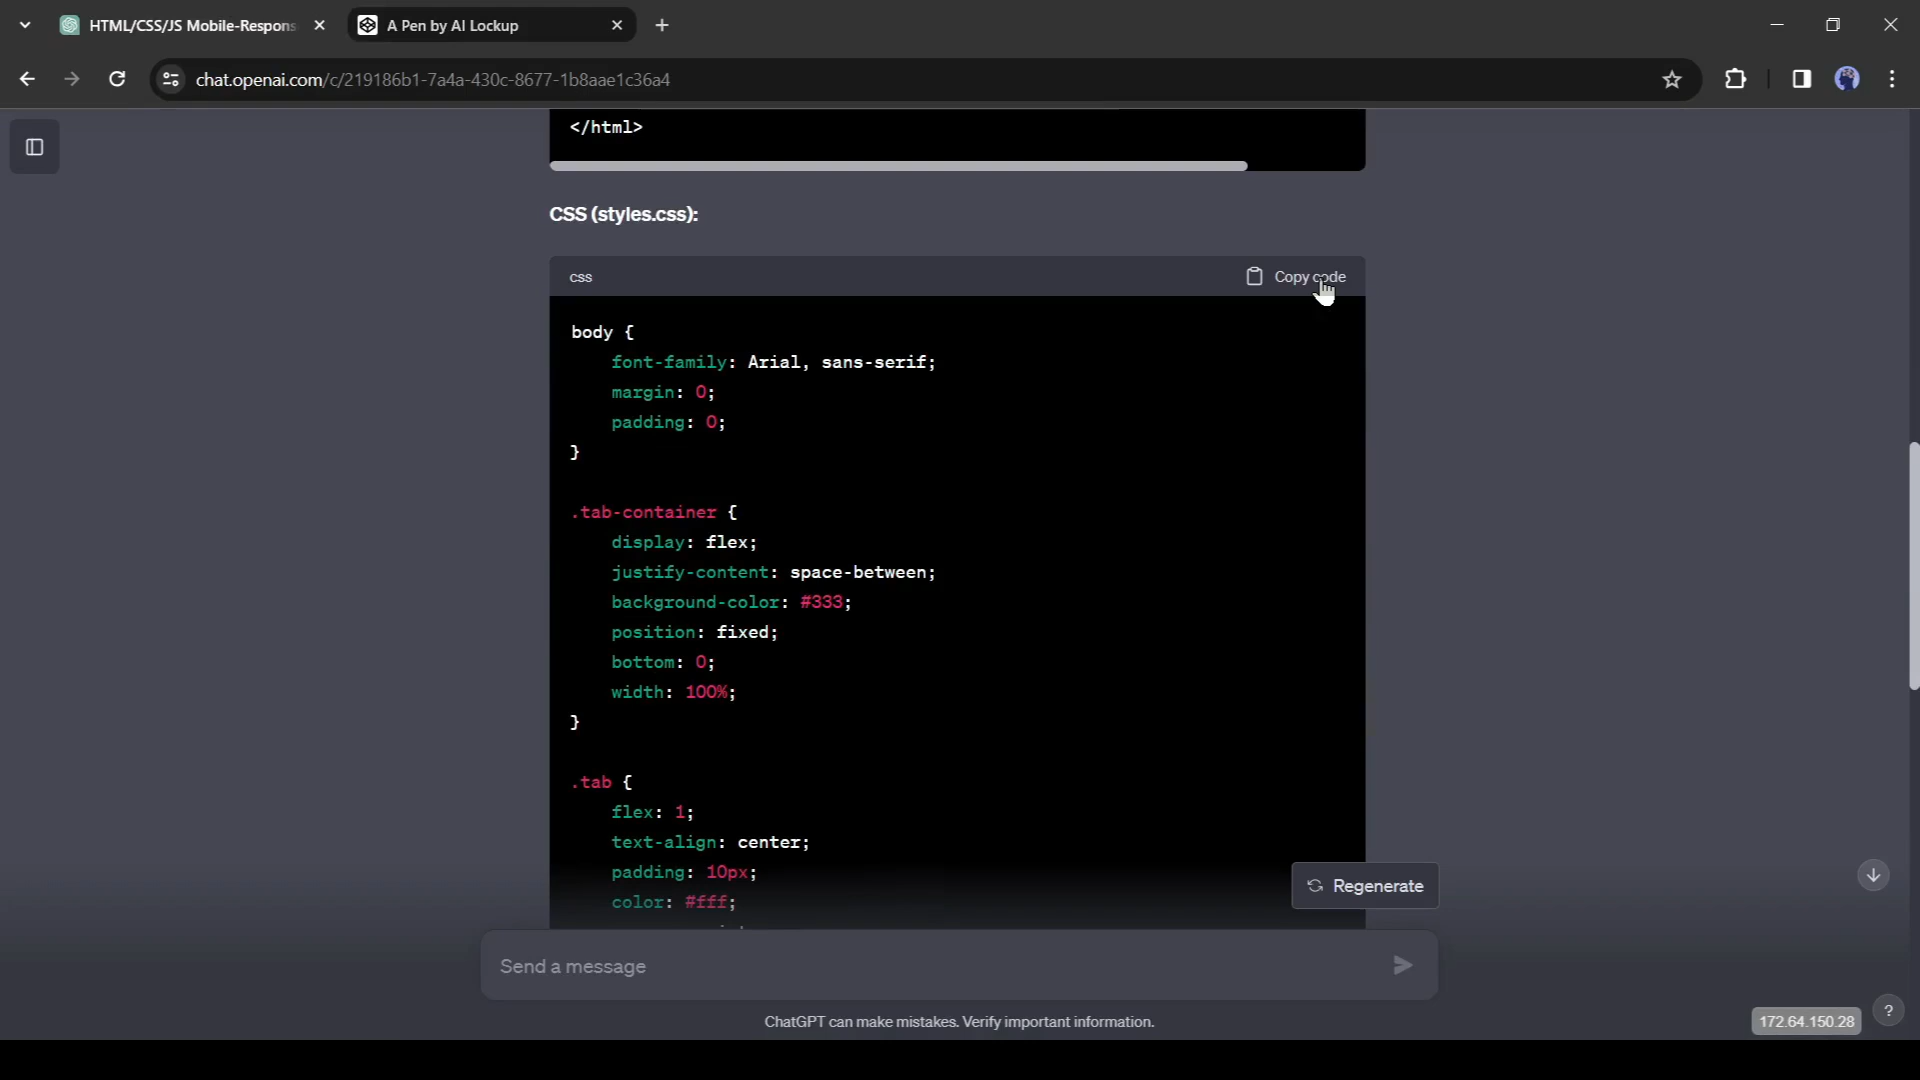 HTML/CSS/JS Mobile-Respons
A Pen by AI Lockup
chat.openai.com/c/219186b1-7a4a-430c-8677-1b8aae1c36a4
</html>
CSS (styles.css):
css
Copy code
body {
font-family: Arial, sans-serif;
margin: 0;
padding: 0;
}
.tab-container {
display: flex;
justify-content: space-between;
background-color: #333;
position: fixed;
bottom: 0;
width: 100%;
}
.tab {
flex: 1;
text-align: center;
padding: 10px;
color: #fff;
Regenerate
Send a message
ChatGPT can make mistakes. Verify important information.
172.64.150.28
?